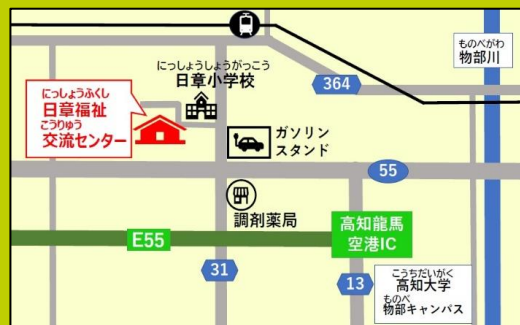 にっしょうしょうがっこう
日章小学校
ものべがわ
物部川
364
にっしょうふくし
日章福祉
こうりゅう
交流センター
ガソリン
スタンド
55
調剤薬局
高知龍馬
空港IC
E55
31
13
こうちだいがく
高知大学
ものべ
物部キャンパス